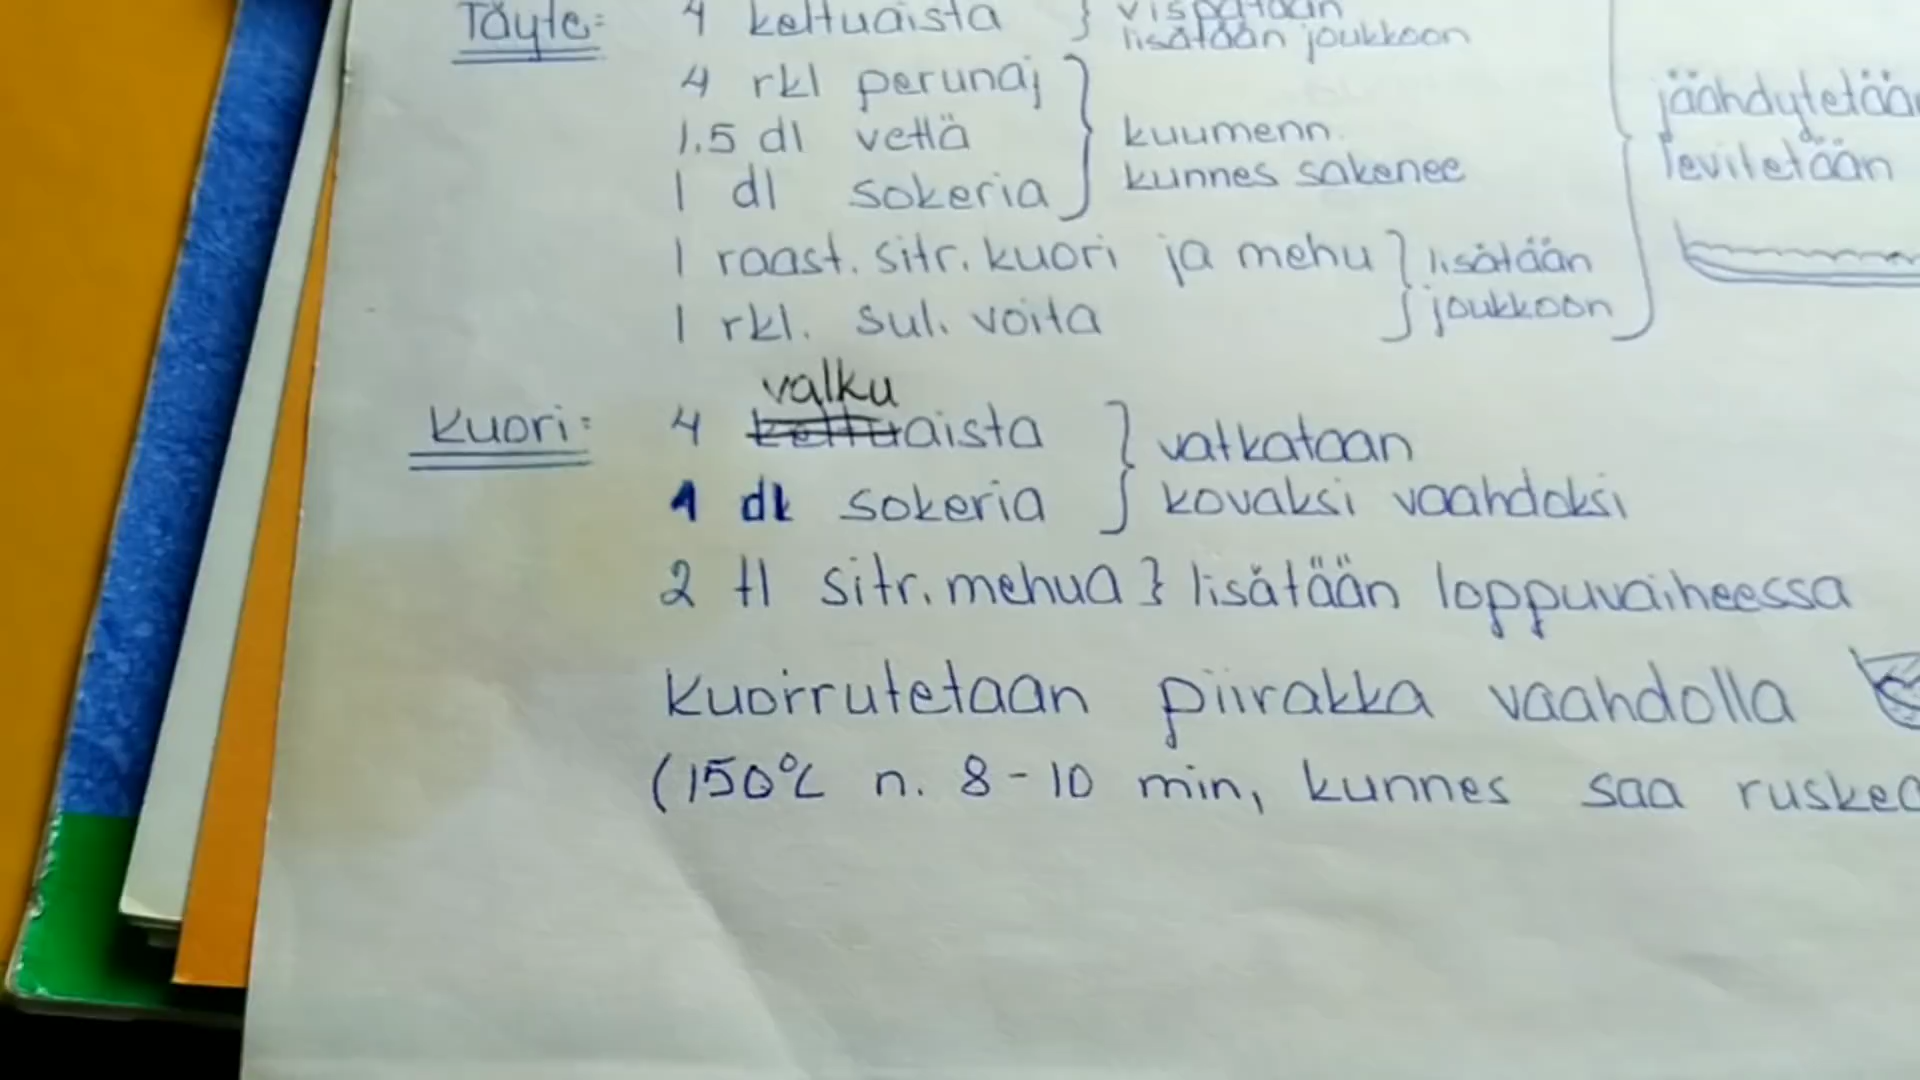 Täyte: 4 keltuaista } vispataan
lisätään joukkoon
4 rkl perunaj
1.5 dl vettä
1 dl sokeria
kuumenn.
kunnes sakenee
1 raast. sitr. kuori ja mehu
1 rkl. sul. voita
lisätään
joukkoon
jäähdytetään
levitetään
Kuori: 4 valkuaista
1 dl sokeria
vatkataan
kovaksi vaahdoksi
2 tl sitr. mehua } lisätään loppuvaiheessa
Kuorrutetaan piirakka vaahdolla
(150°C n. 8-10 min, kunnes saa